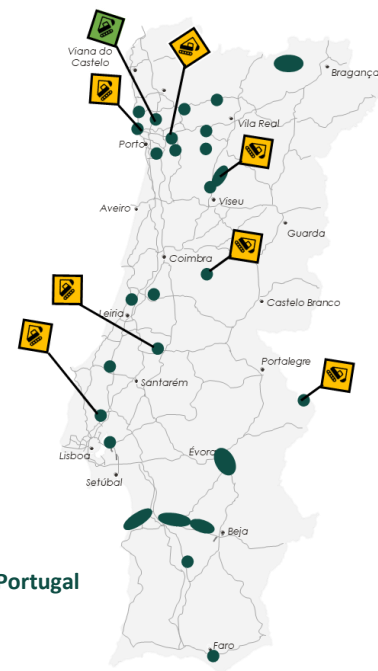 Viana do
Castelo
Bragança
Vila Real
Porto
Viseu
Aveiro
Guarda
Coimbra
Castelo Branco
Leiria
Portalegre
Santarém
Lisboa
Évora
Setúbal
Beja
Portugal
Faro